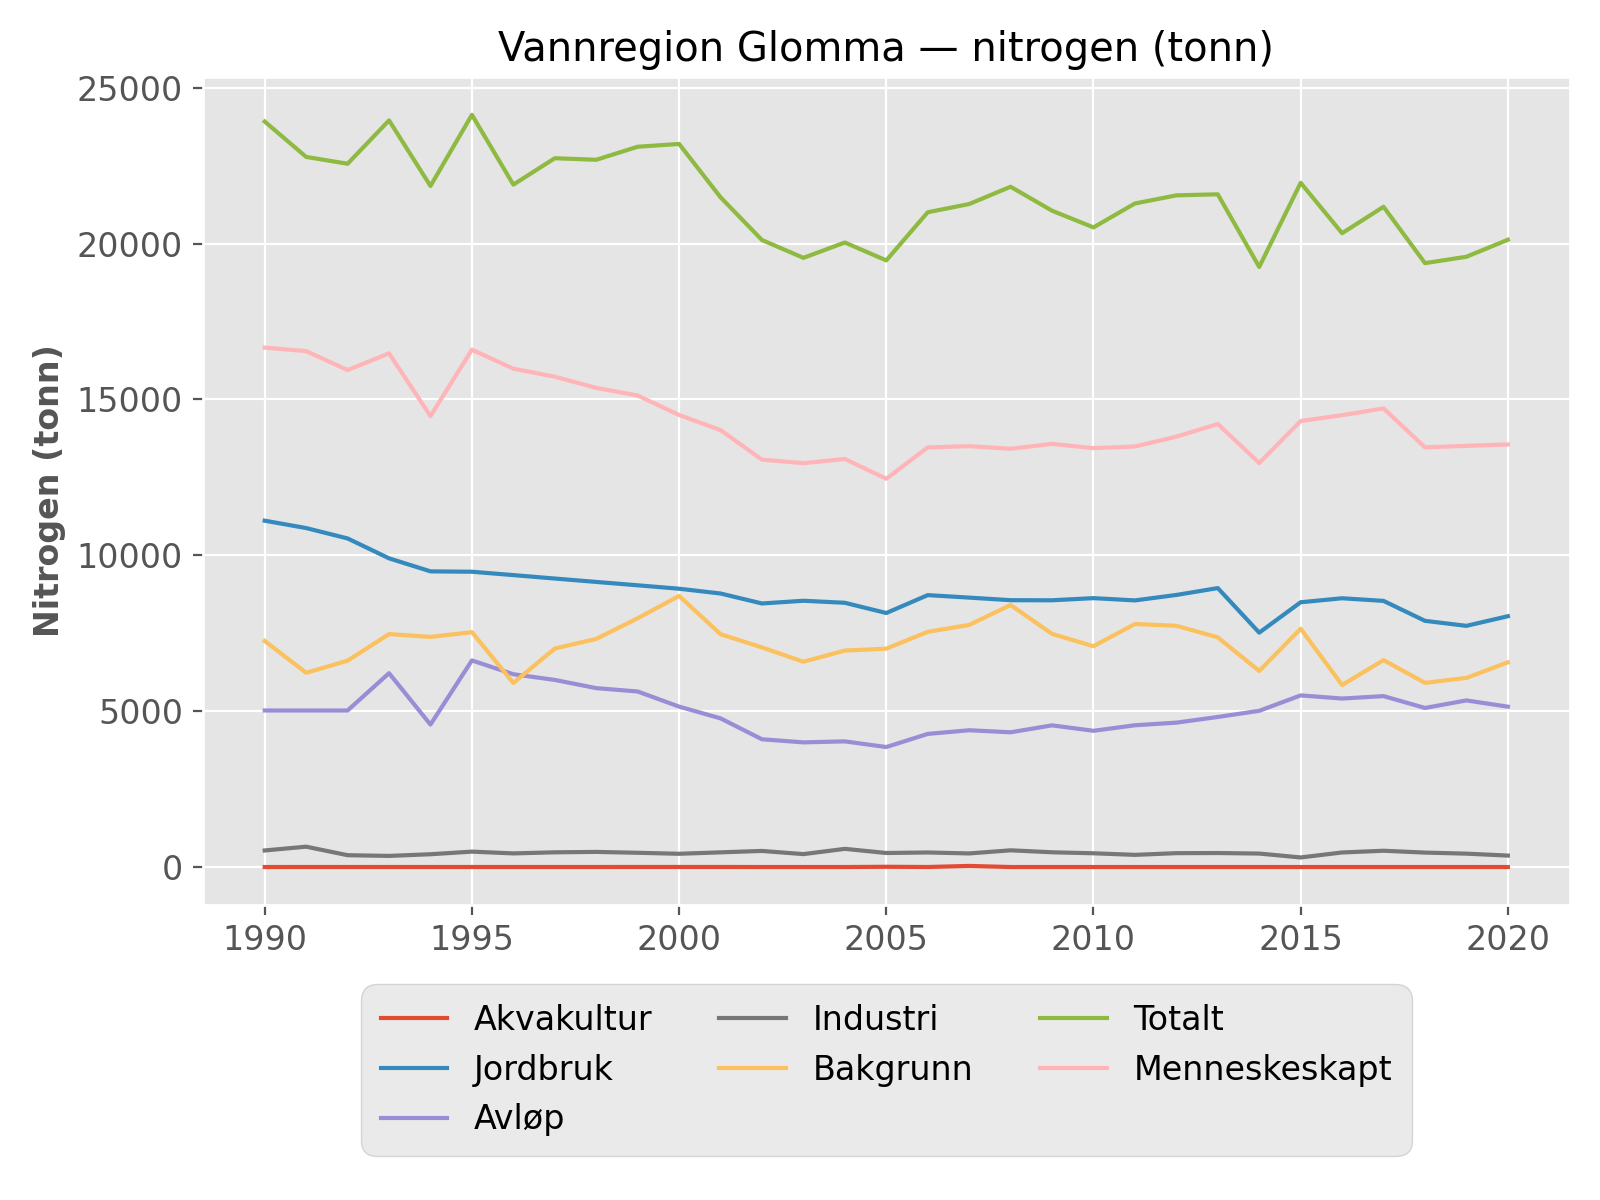 Vannregion Glomma — nitrogen (tonn)
Nitrogen (tonn)
25000
20000
15000
10000
5000
0
1990 1995 2000 2005 2010 2015 2020
Akvakultur Industri Totalt
Jordbruk Bakgrunn Menneskeskapt
Avløp